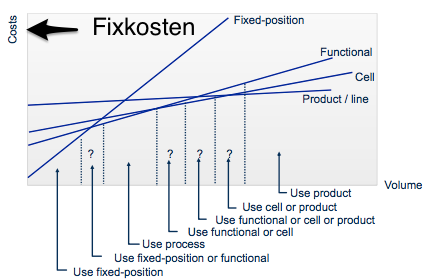 Costs
Fixkosten
Fixed-position
Functional
Cell
Product / line
? ? ? ?
Volume
Use product
Use cell or product
Use functional or cell or product
Use functional or cell
Use process
Use fixed-position or functional
Use fixed-position